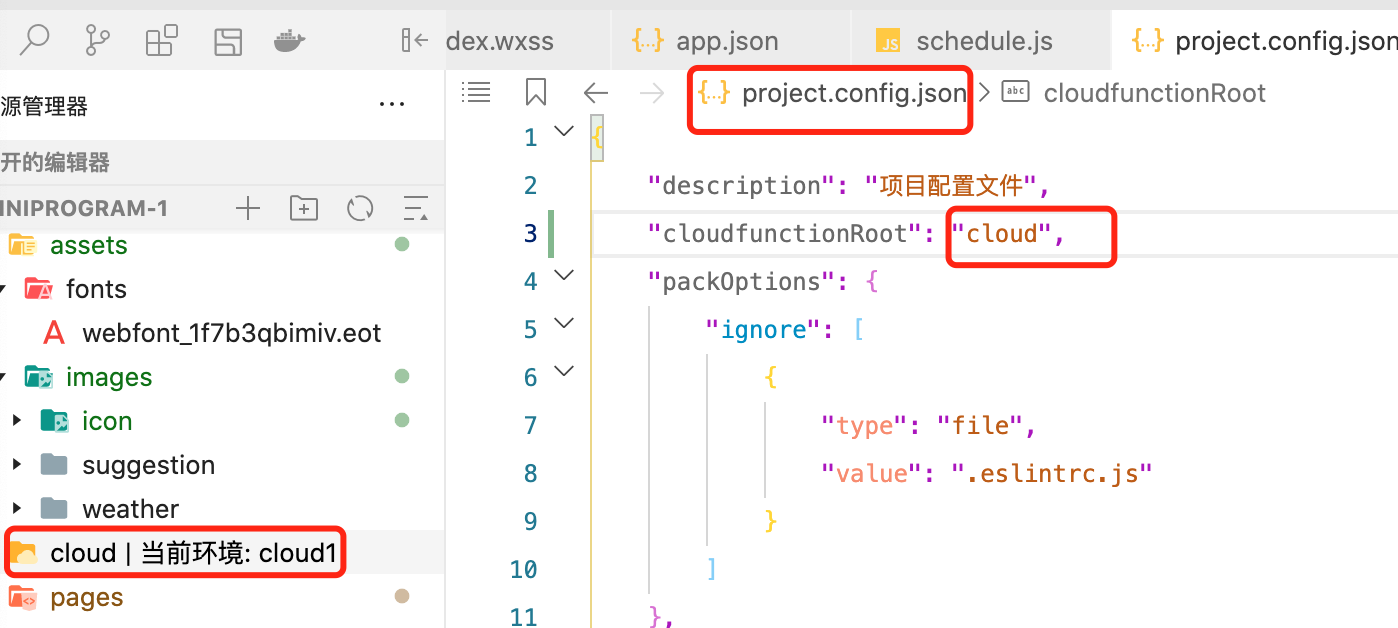 dex.wxss
{..} app.json
JS schedule.js
{..} project.config.json
源管理器
...
{..} project.config.json > abc cloudfunctionRoot
开的编辑器
INIPROGRAM-1
assets
fonts
A webfont_1f7b3qbimiv.eot
images
icon
suggestion
weather
cloud | 当前环境: cloud1
pages
1 {
2 "description": "项目配置文件",
3 "cloudfunctionRoot": "cloud",
4 "packOptions": {
5 "ignore": [
6 {
7 "type": "file",
8 "value": ".eslintrc.js"
9 }
10 ]
11 },